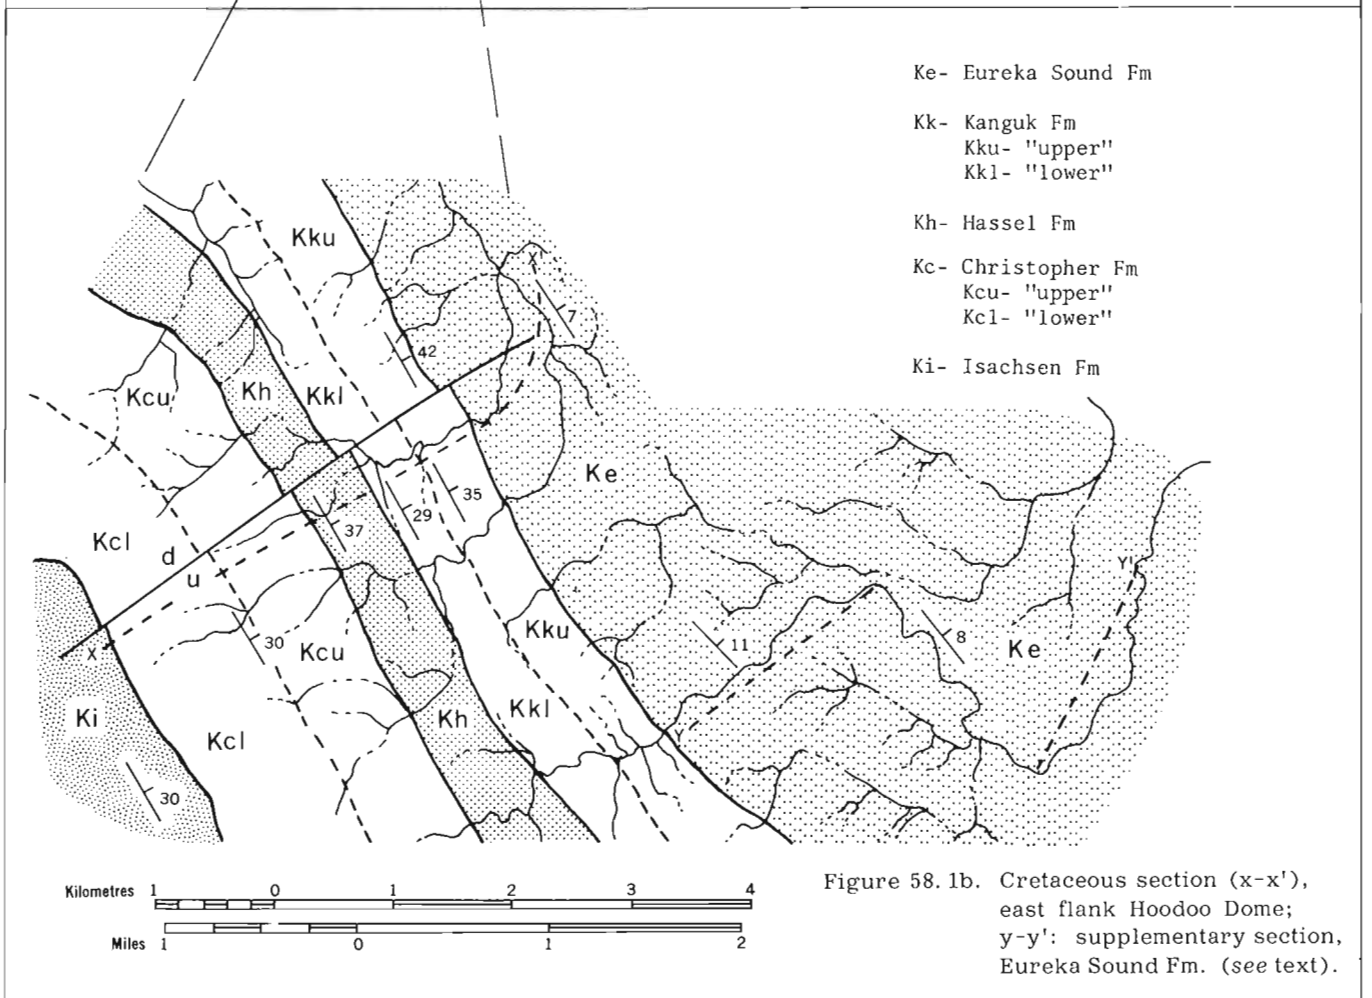 Ke- Eureka Sound Fm
Kk- Kanguk Fm
Kku- "upper"
Kkl- "lower"
Kh- Hassel Fm
Kc- Christopher Fm
Kcu- "upper"
Kcl- "lower"
Ki- Isachsen Fm
Kku
X'
7
42
Kcu
Kh
Kkl
Ke
35
29
37
Kcl
d
u
Y'
X
30
Kcu
Kku
11
8
Ke
Ki
Kcl
Kh
Kkl
Y
30
Kilometres 1 0 1 2 3 4
Miles 1 0 1 2
Figure 58.1b. Cretaceous section (x-x'),
east flank Hoodoo Dome;
y-y': supplementary section,
Eureka Sound Fm. (see text).